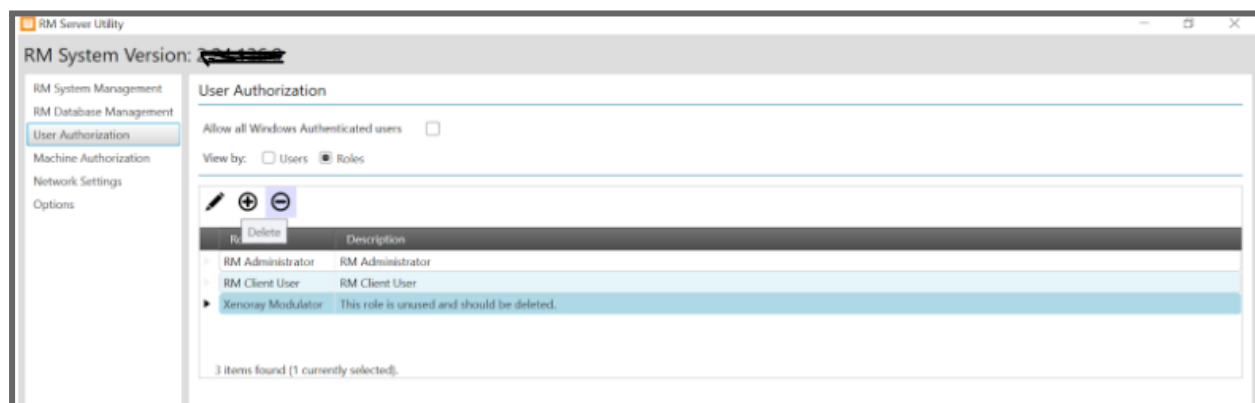 RM Server Utility
RM System Version:
RM System Management
RM Database Management
User Authorization
Machine Authorization
Network Settings
Options
User Authorization
Allow all Windows Authenticated users
View by: Users Roles
Delete
Description
RM Administrator RM Administrator
RM Client User RM Client User
Xenoray Modulator This role is unused and should be deleted.
3 items found (1 currently selected).